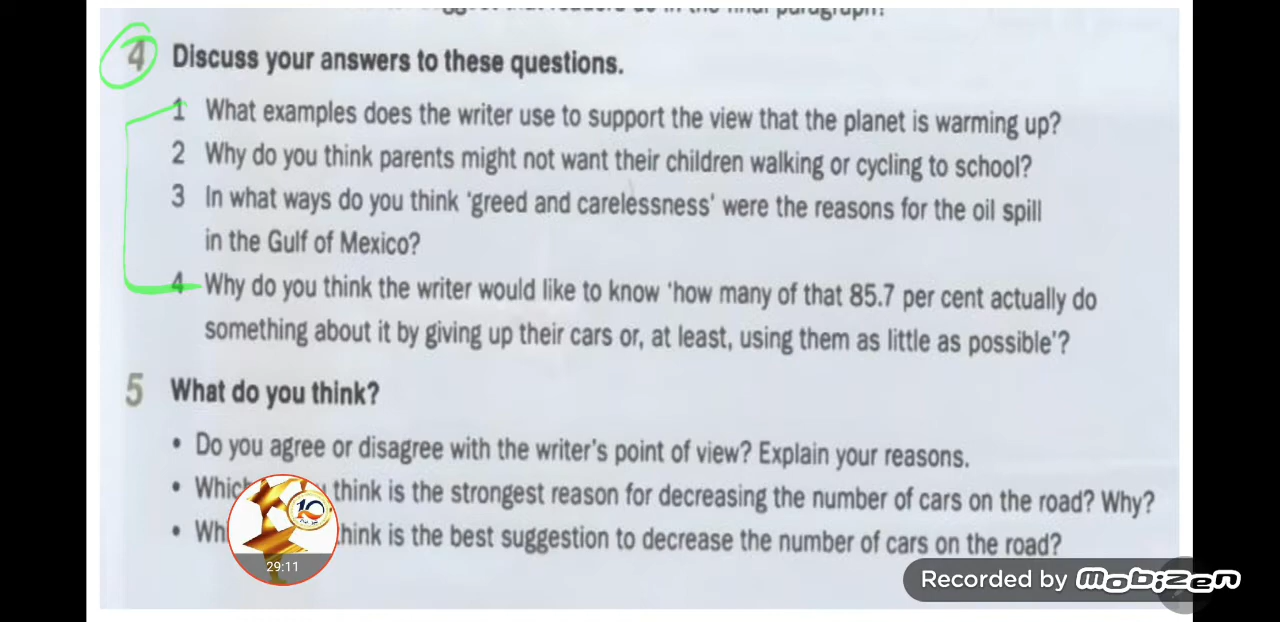 final paragraph?
4 Discuss your answers to these questions.
1 What examples does the writer use to support the view that the planet is warming up?
2 Why do you think parents might not want their children walking or cycling to school?
3 In what ways do you think ‘greed and carelessness’ were the reasons for the oil spill
in the Gulf of Mexico?
4 Why do you think the writer would like to know ‘how many of that 85.7 per cent actually do
something about it by giving up their cars or, at least, using them as little as possible’?
5 What do you think?
• Do you agree or disagree with the writer's point of view? Explain your reasons.
• think is the strongest reason for decreasing the number of cars on the road? Why?
• think is the best suggestion to decrease the number of cars on the road?
10
29:11
Recorded by Mobizen